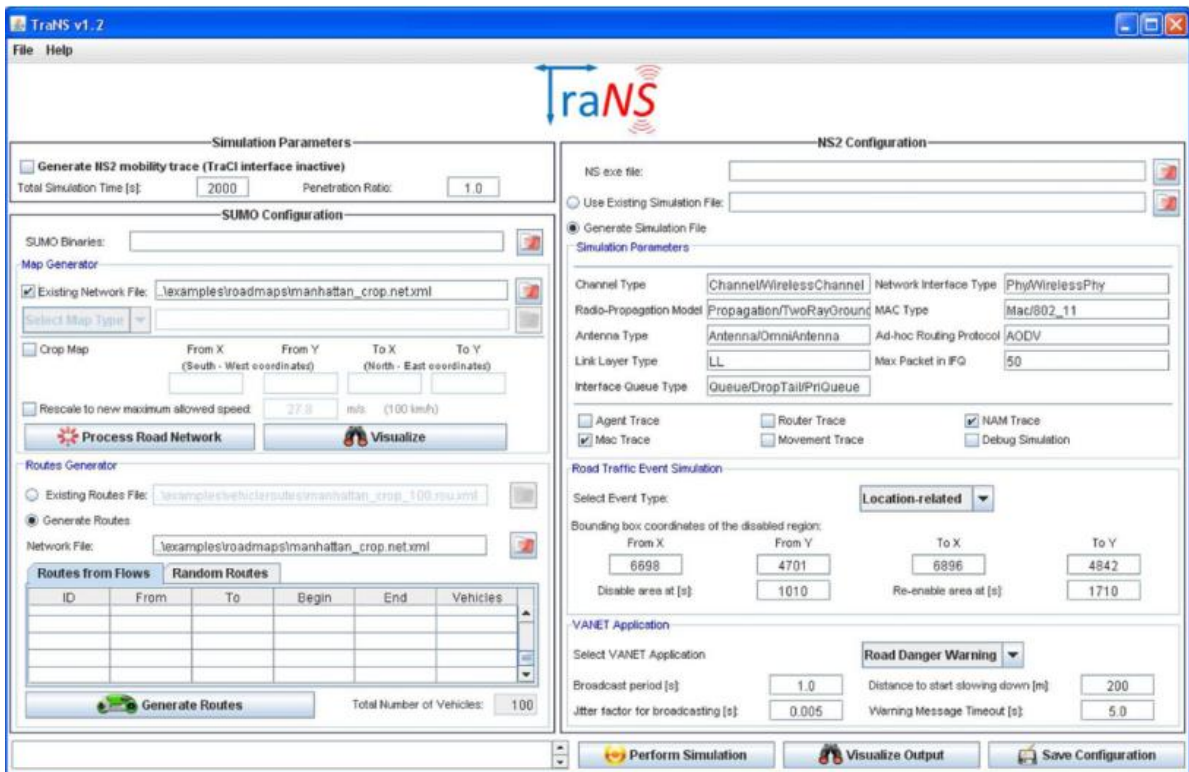 TraNS v1.2
File Help
TraNS
Simulation Parameters
Generate NS2 mobility trace (TraCI interface inactive)
Total Simulation Time [s]: 2000 Penetration Ratio: 1.0
SUMO Configuration
SUMO Binaries:
Map Generator
Existing Network File: ..\examples\roadmaps\manhattan_crop.net.xml
Select Map Type
Crop Map From X From Y To X To Y
(South - West coordinates) (North - East coordinates)
Rescale to new maximum allowed speed: 27.8 m/s (100 km/h)
Process Road Network Visualize
Routes Generator
Existing Routes File: ..\examples\vehicleroutes\manhattan_crop_100.rou.xml
Generate Routes
Network File: ..\examples\roadmaps\manhattan_crop.net.xml
Routes from Flows Random Routes
ID From To Begin End Vehicles
Generate Routes Total Number of Vehicles: 100
NS2 Configuration
NS exe file:
Use Existing Simulation File:
Generate Simulation File
Simulation Parameters
Channel Type Channel/WirelessChannel Network Interface Type Phy/WirelessPhy
Radio-Propagation Model Propagation/TwoRayGround MAC Type Mac/802_11
Antenna Type Antenna/OmniAntenna Ad-hoc Routing Protocol AODV
Link Layer Type LL Max Packet in IFQ 50
Interface Queue Type Queue/DropTail/PriQueue
Agent Trace Router Trace NAM Trace
Mac Trace Movement Trace Debug Simulation
Road Traffic Event Simulation
Select Event Type: Location-related
Bounding box coordinates of the disabled region:
From X From Y To X To Y
6698 4701 6896 4842
Disable area at [s]: 1010 Re-enable area at [s]: 1710
VANET Application
Select VANET Application Road Danger Warning
Broadcast period [s]: 1.0 Distance to start slowing down [m]: 200
Jitter factor for broadcasting [s]: 0.005 Warning Message Timeout [s]: 5.0
Perform Simulation Visualize Output Save Configuration